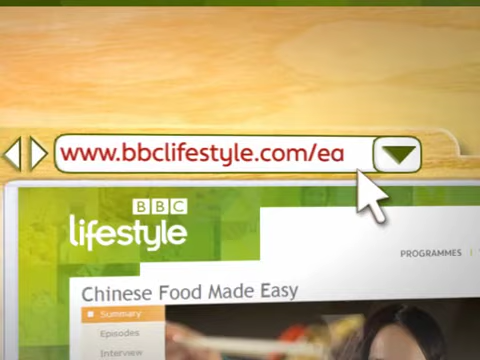 www.bbclifestyle.com/ea
BBC
lifestyle
PROGRAMMES
Chinese Food Made Easy
Summary
Episodes
Interview